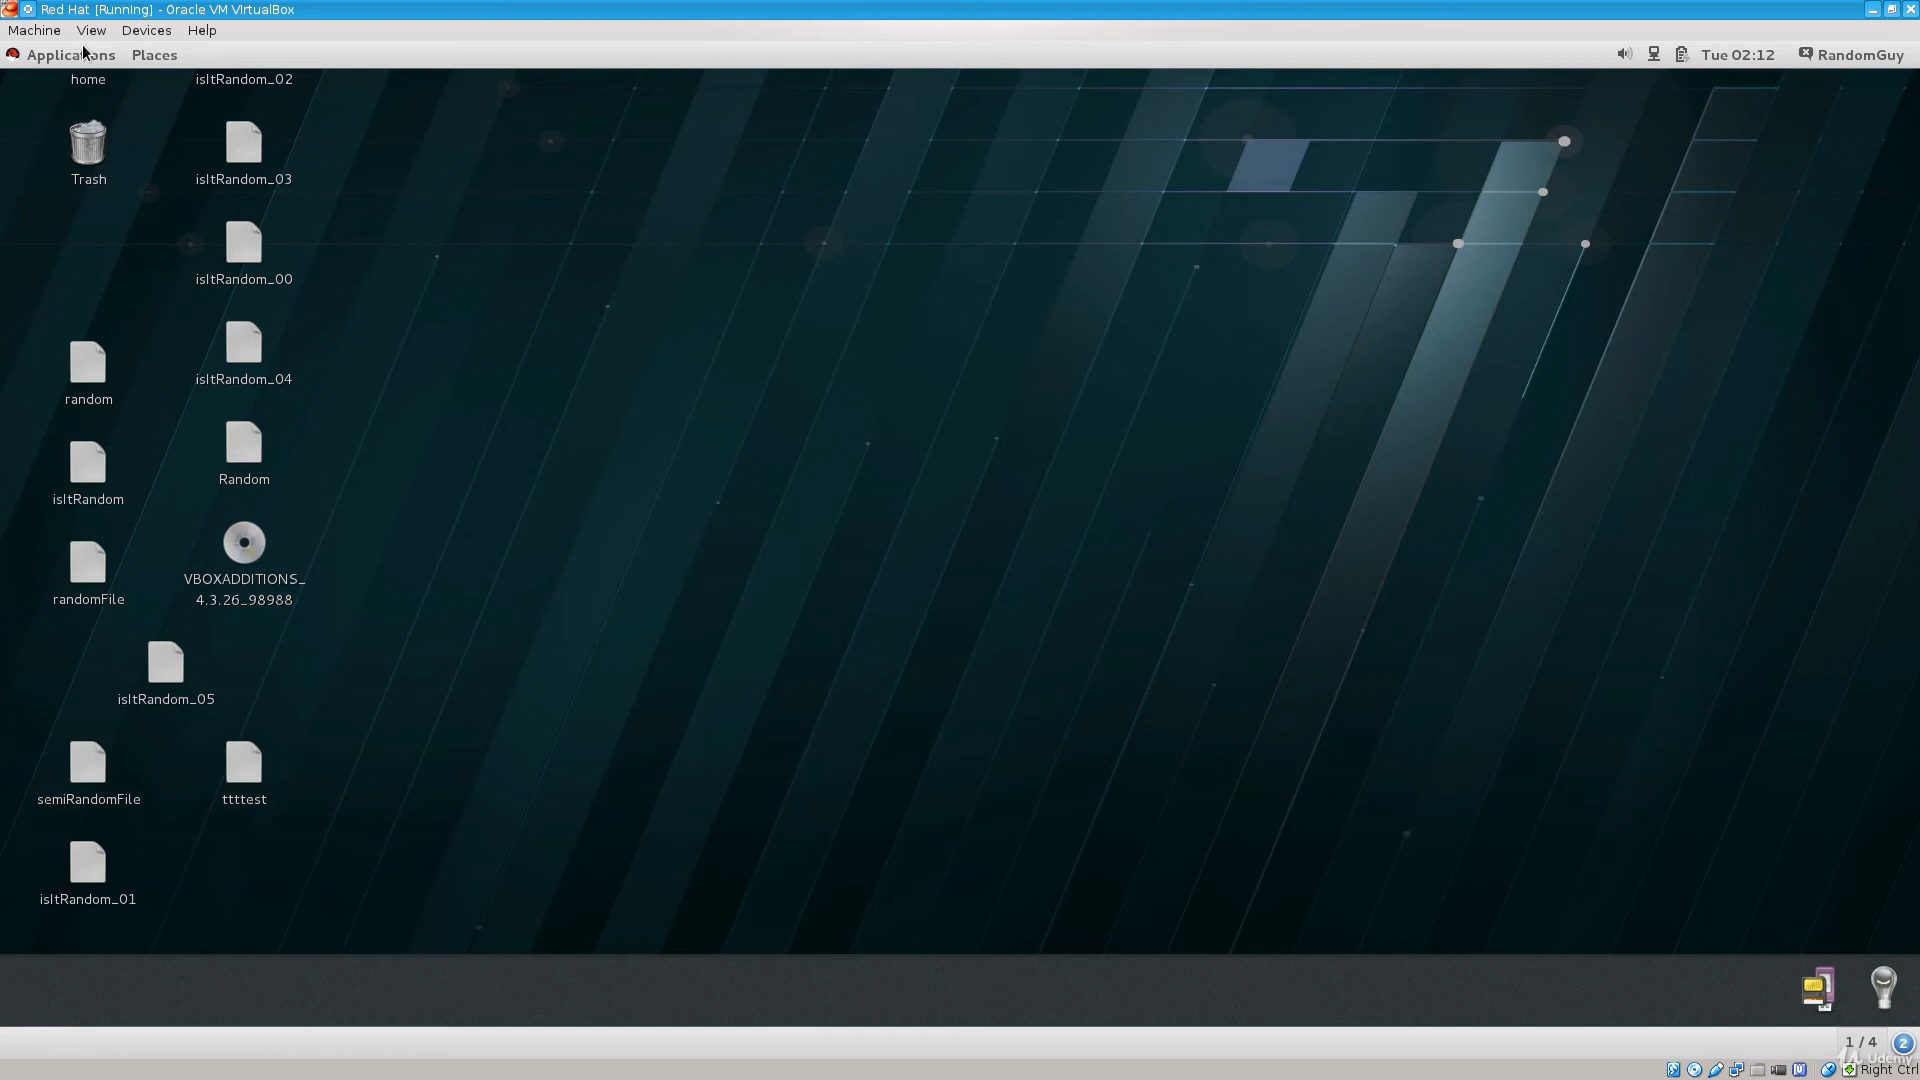 Red Hat [Running] - Oracle VM VirtualBox
Machine View Devices Help
Applications Places Tue 02:12 RandomGuy
home isItRandom_02
Trash isItRandom_03
isItRandom_00
random isItRandom_04
isItRandom Random
randomFile VBOXADDITIONS_
4.3.26_98988
isItRandom_05
semiRandomFile ttttest
isItRandom_01
1 / 4 2
Udemy
Right Ctrl